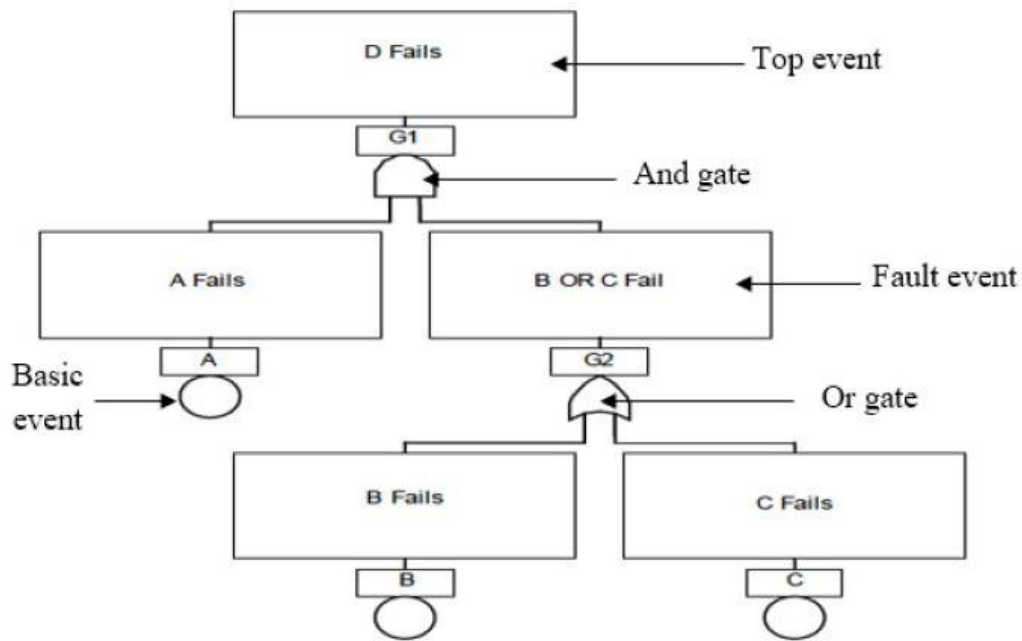 D Fails
Top event
G1
And gate
A Fails
B OR C Fail
Fault event
A
G2
Basic
event
Or gate
B Fails
C Fails
B
C